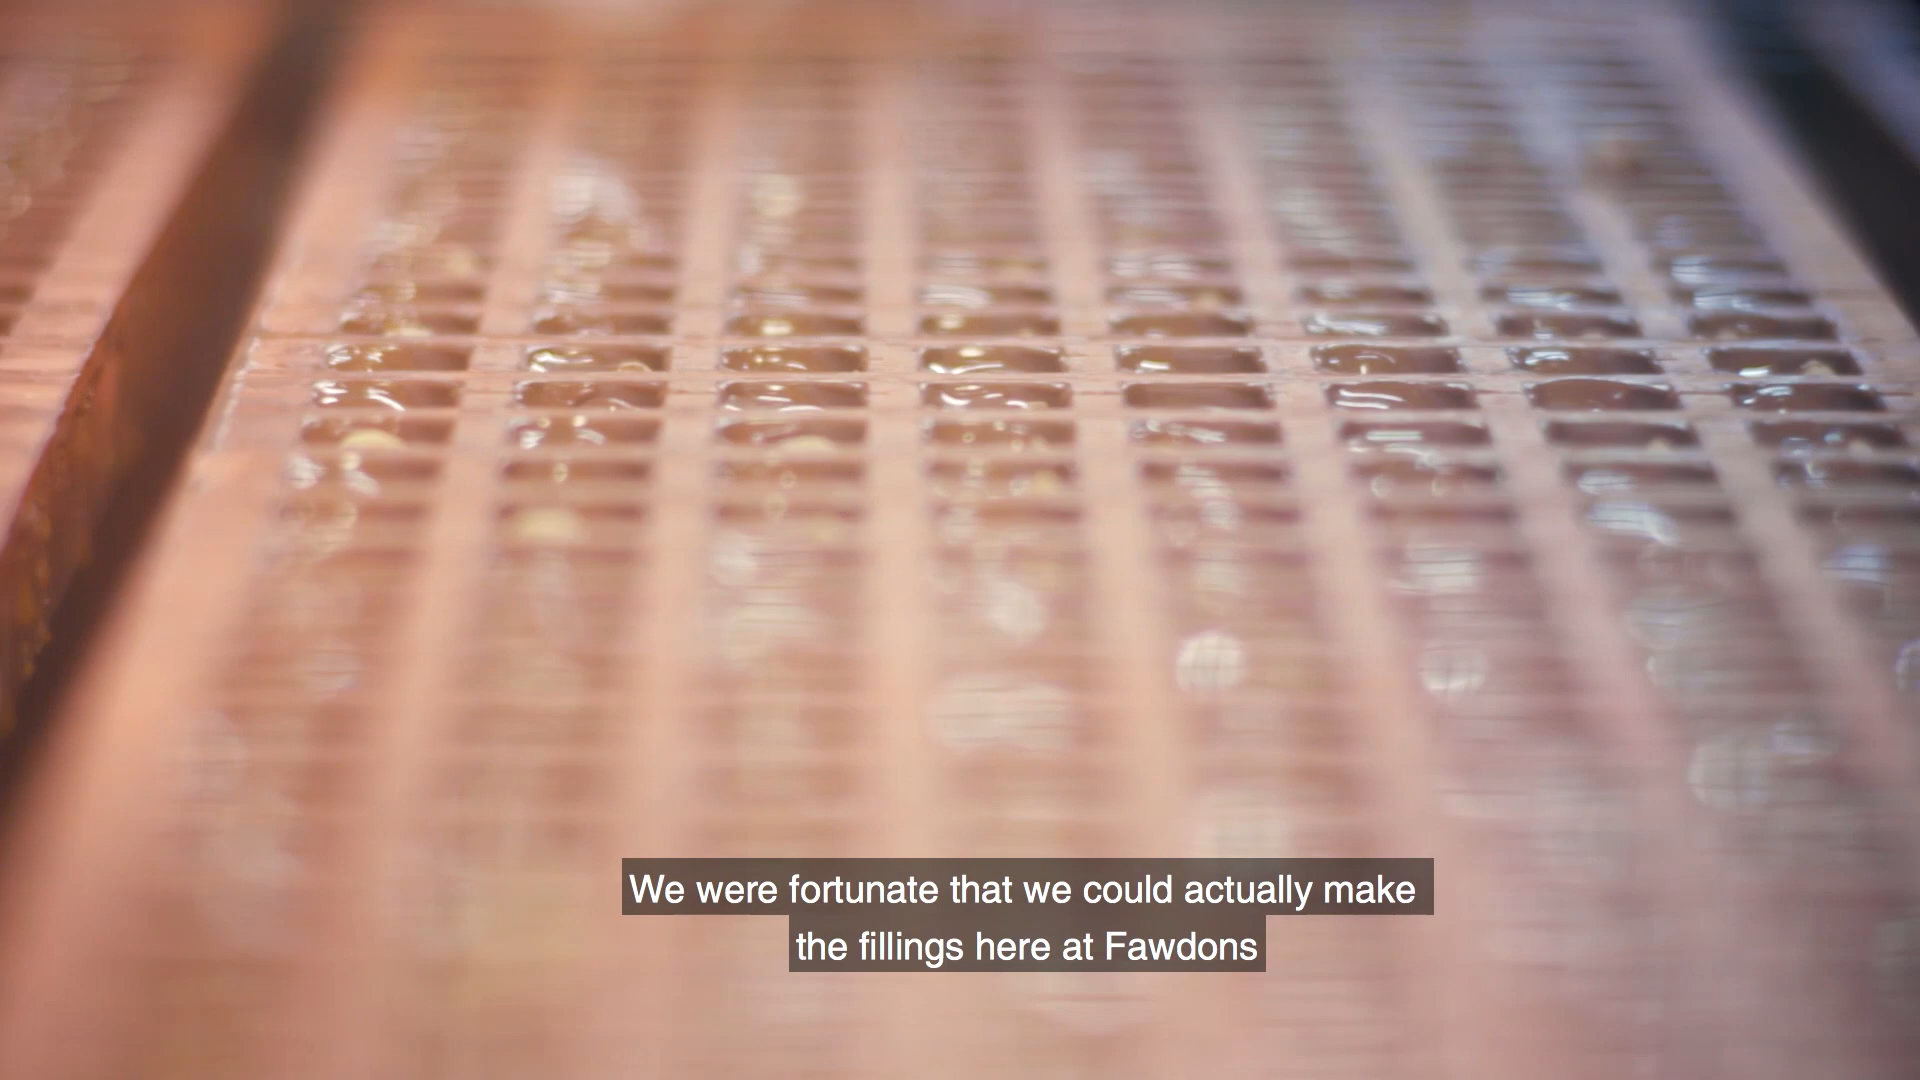 We were fortunate that we could actually make
the fillings here at Fawdons